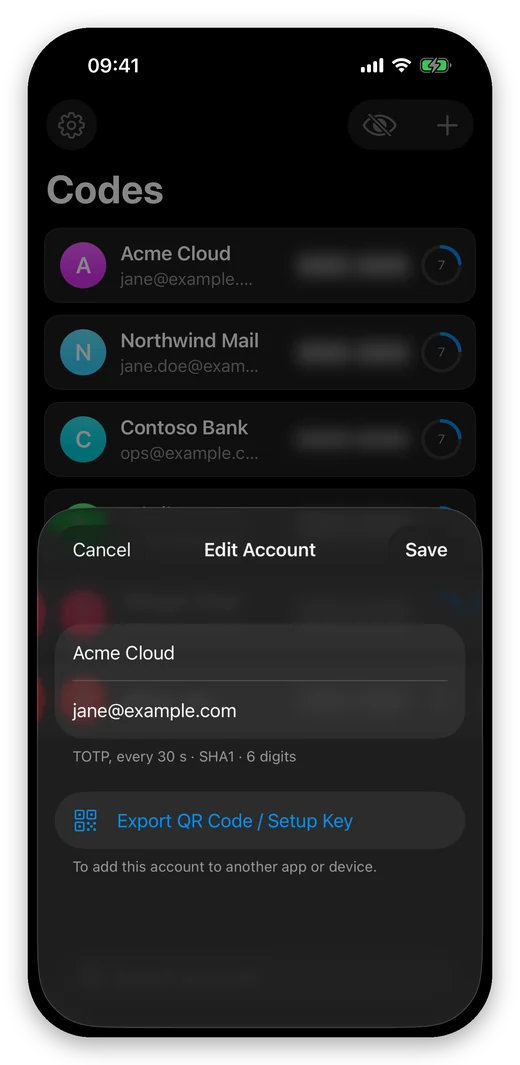 09:41
Codes
A
Acme Cloud
jane@example....
7
N
Northwind Mail
jane.doe@exam...
7
C
Contoso Bank
ops@example.c...
7
Cancel
Edit Account
Save
Acme Cloud
jane@example.com
TOTP, every 30 s · SHA1 · 6 digits
Export QR Code / Setup Key
To add this account to another app or device.